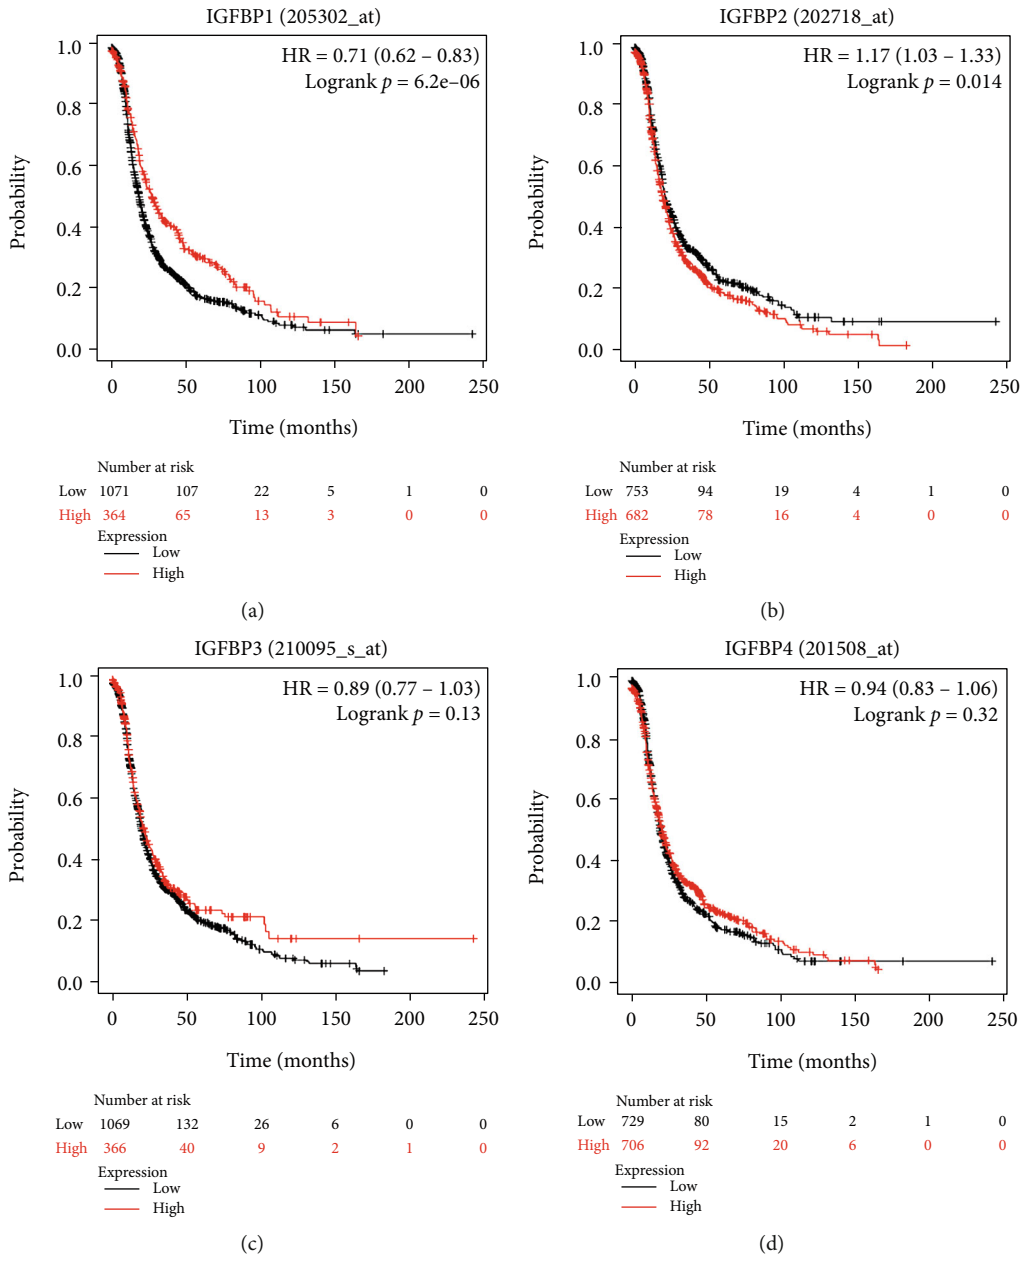 IGFBP1 (205302_at)
HR = 0.71 (0.62 – 0.83)
Logrank p = 6.2e–06
Probability
1.0
0.8
0.6
0.4
0.2
0.0
0 50 100 150 200 250
Time (months)
Number at risk
Low 1071 107 22 5 1 0
High 364 65 13 3 0 0
Expression
Low
High
(a)
IGFBP2 (202718_at)
HR = 1.17 (1.03 – 1.33)
Logrank p = 0.014
Probability
1.0
0.8
0.6
0.4
0.2
0.0
0 50 100 150 200 250
Time (months)
Number at risk
Low 753 94 19 4 1 0
High 682 78 16 4 0 0
Expression
Low
High
(b)
IGFBP3 (210095_s_at)
HR = 0.89 (0.77 – 1.03)
Logrank p = 0.13
Probability
1.0
0.8
0.6
0.4
0.2
0.0
0 50 100 150 200 250
Time (months)
Number at risk
Low 1069 132 26 6 0 0
High 366 40 9 2 1 0
Expression
Low
High
(c)
IGFBP4 (201508_at)
HR = 0.94 (0.83 – 1.06)
Logrank p = 0.32
Probability
1.0
0.8
0.6
0.4
0.2
0.0
0 50 100 150 200 250
Time (months)
Number at risk
Low 729 80 15 2 1 0
High 706 92 20 6 0 0
Expression
Low
High
(d)